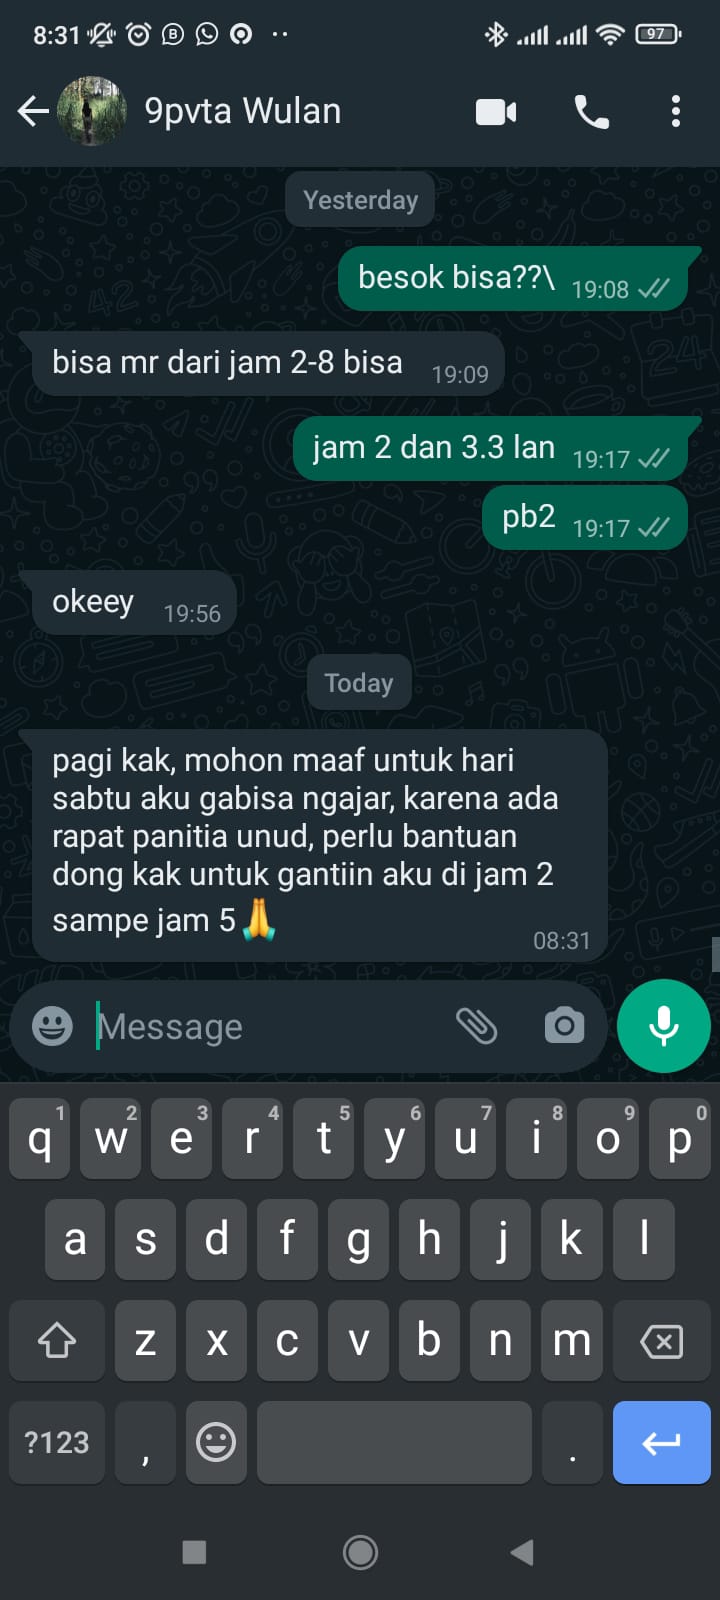 8:31
97
9pvta Wulan
Yesterday
besok bisa??\ 19:08
bisa mr dari jam 2-8 bisa 19:09
jam 2 dan 3.3 lan 19:17
pb2 19:17
okeey 19:56
Today
pagi kak, mohon maaf untuk hari
sabtu aku gabisa ngajar, karena ada
rapat panitia unud, perlu bantuan
dong kak untuk gantiin aku di jam 2
sampe jam 5🙏
08:31
Message
1 2 3 4 5 6 7 8 9 0
q w e r t y u i o p
a s d f g h j k l
z x c v b n m
?123 , .